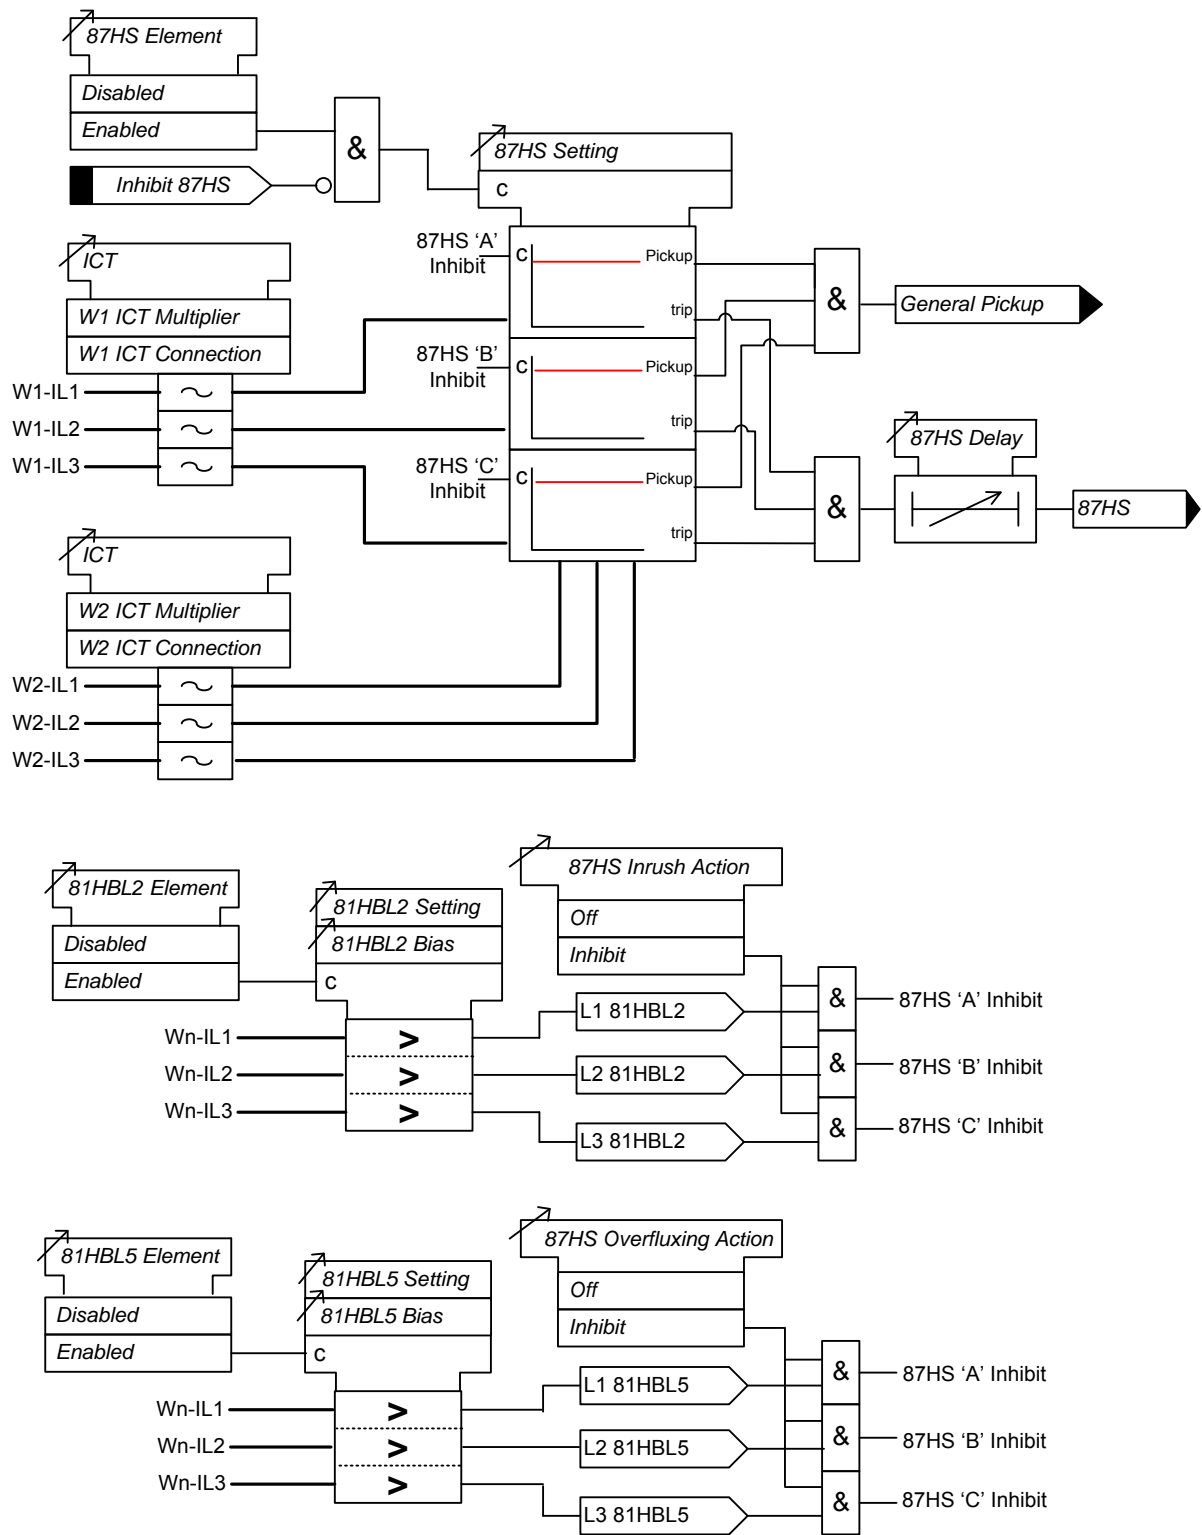 87HS Element
Disabled
Enabled
&
Inhibit 87HS
87HS Setting
c
ICT
W1 ICT Multiplier
W1 ICT Connection
W1-IL1
W1-IL2
W1-IL3
87HS ‘A’
Inhibit
c
Pickup
trip
87HS ‘B’
Inhibit
c
Pickup
trip
87HS ‘C’
Inhibit
c
Pickup
trip
&
General Pickup
&
87HS Delay
87HS
ICT
W2 ICT Multiplier
W2 ICT Connection
W2-IL1
W2-IL2
W2-IL3
81HBL2 Element
Disabled
Enabled
81HBL2 Setting
81HBL2 Bias
c
87HS Inrush Action
Off
Inhibit
Wn-IL1
>
L1 81HBL2
&
87HS ‘A’ Inhibit
Wn-IL2
>
L2 81HBL2
&
87HS ‘B’ Inhibit
Wn-IL3
>
L3 81HBL2
&
87HS ‘C’ Inhibit
81HBL5 Element
Disabled
Enabled
81HBL5 Setting
81HBL5 Bias
c
87HS Overfluxing Action
Off
Inhibit
Wn-IL1
>
L1 81HBL5
&
87HS ‘A’ Inhibit
Wn-IL2
>
L2 81HBL5
&
87HS ‘B’ Inhibit
Wn-IL3
>
L3 81HBL5
&
87HS ‘C’ Inhibit